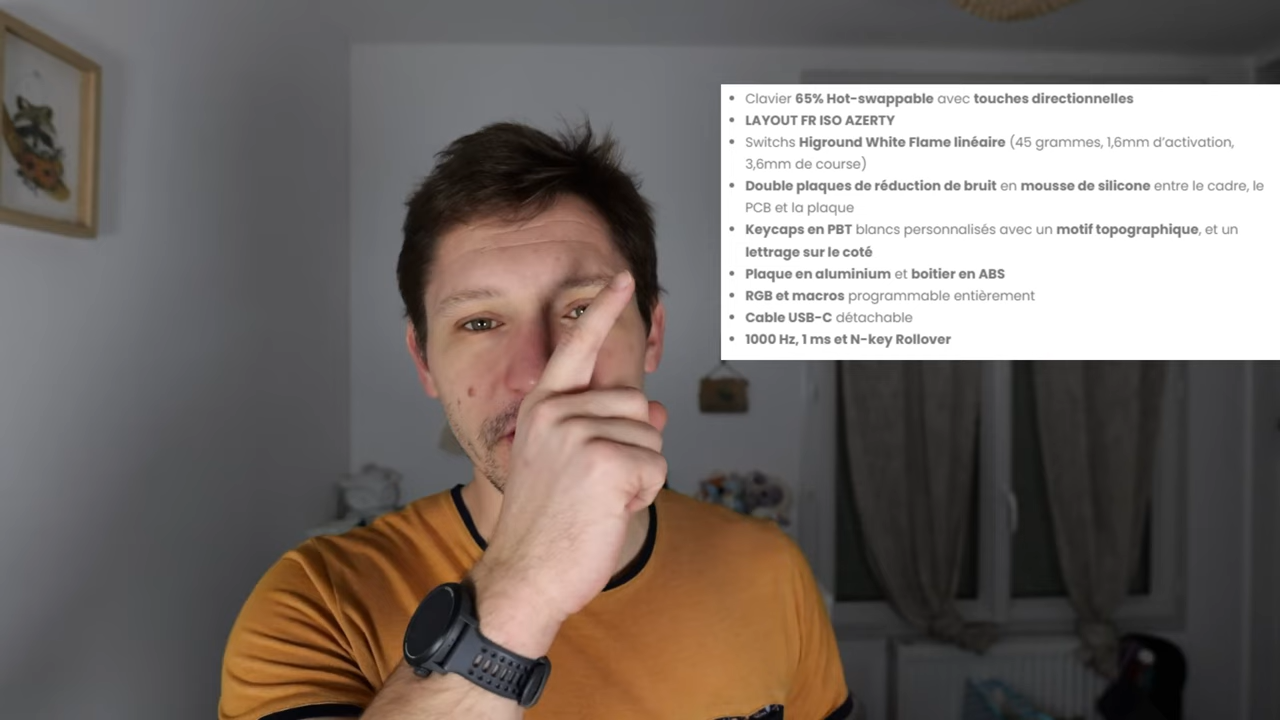 Clavier 65% Hot-swappable avec touches directionnelles
LAYOUT FR ISO AZERTY
Switchs Higround White Flame linéaire (45 grammes, 1,6mm d'activation,
3,6mm de course)
Double plaques de réduction de bruit en mousse de silicone entre le cadre, le
PCB et la plaque
Keycaps en PBT blancs personnalisés avec un motif topographique, et un
lettrage sur le coté
Plaque en aluminium et boitier en ABS
RGB et macros programmable entièrement
Cable USB-C détachable
1000 Hz, 1 ms et N-key Rollover